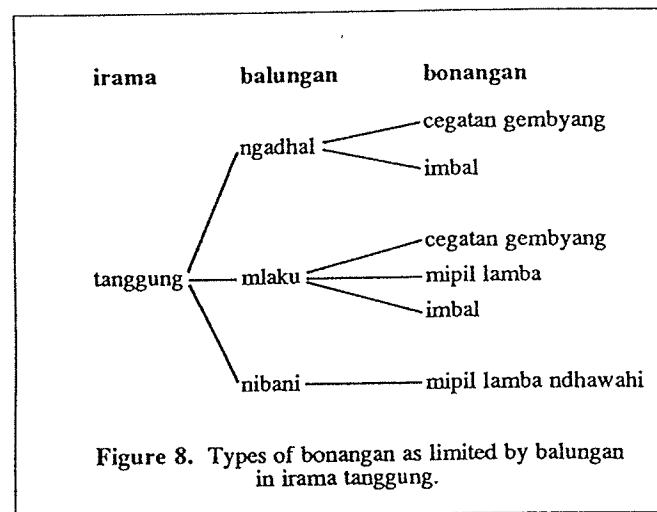 irama balungan bonangan
cegatan gembyang
ngadhal
imbal
cegatan gembyang
tanggung mlaku mipil lamba
imbal
nibani mipil lamba ndhawahi
Figure 8. Types of bonangan as limited by balungan
in irama tanggung.